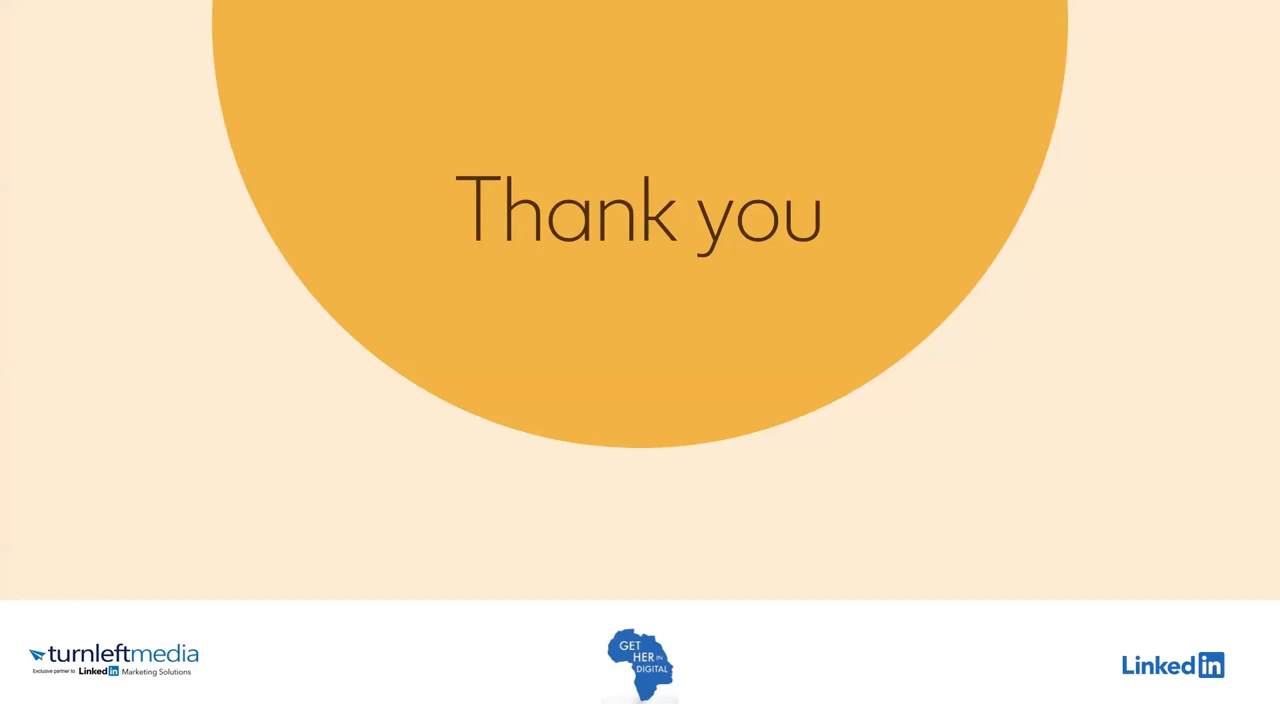 Thank you
turnleftmedia
Exclusive partner to Linkedin Marketing Solutions
GET
HER IN
DIGITAL
Linkedin